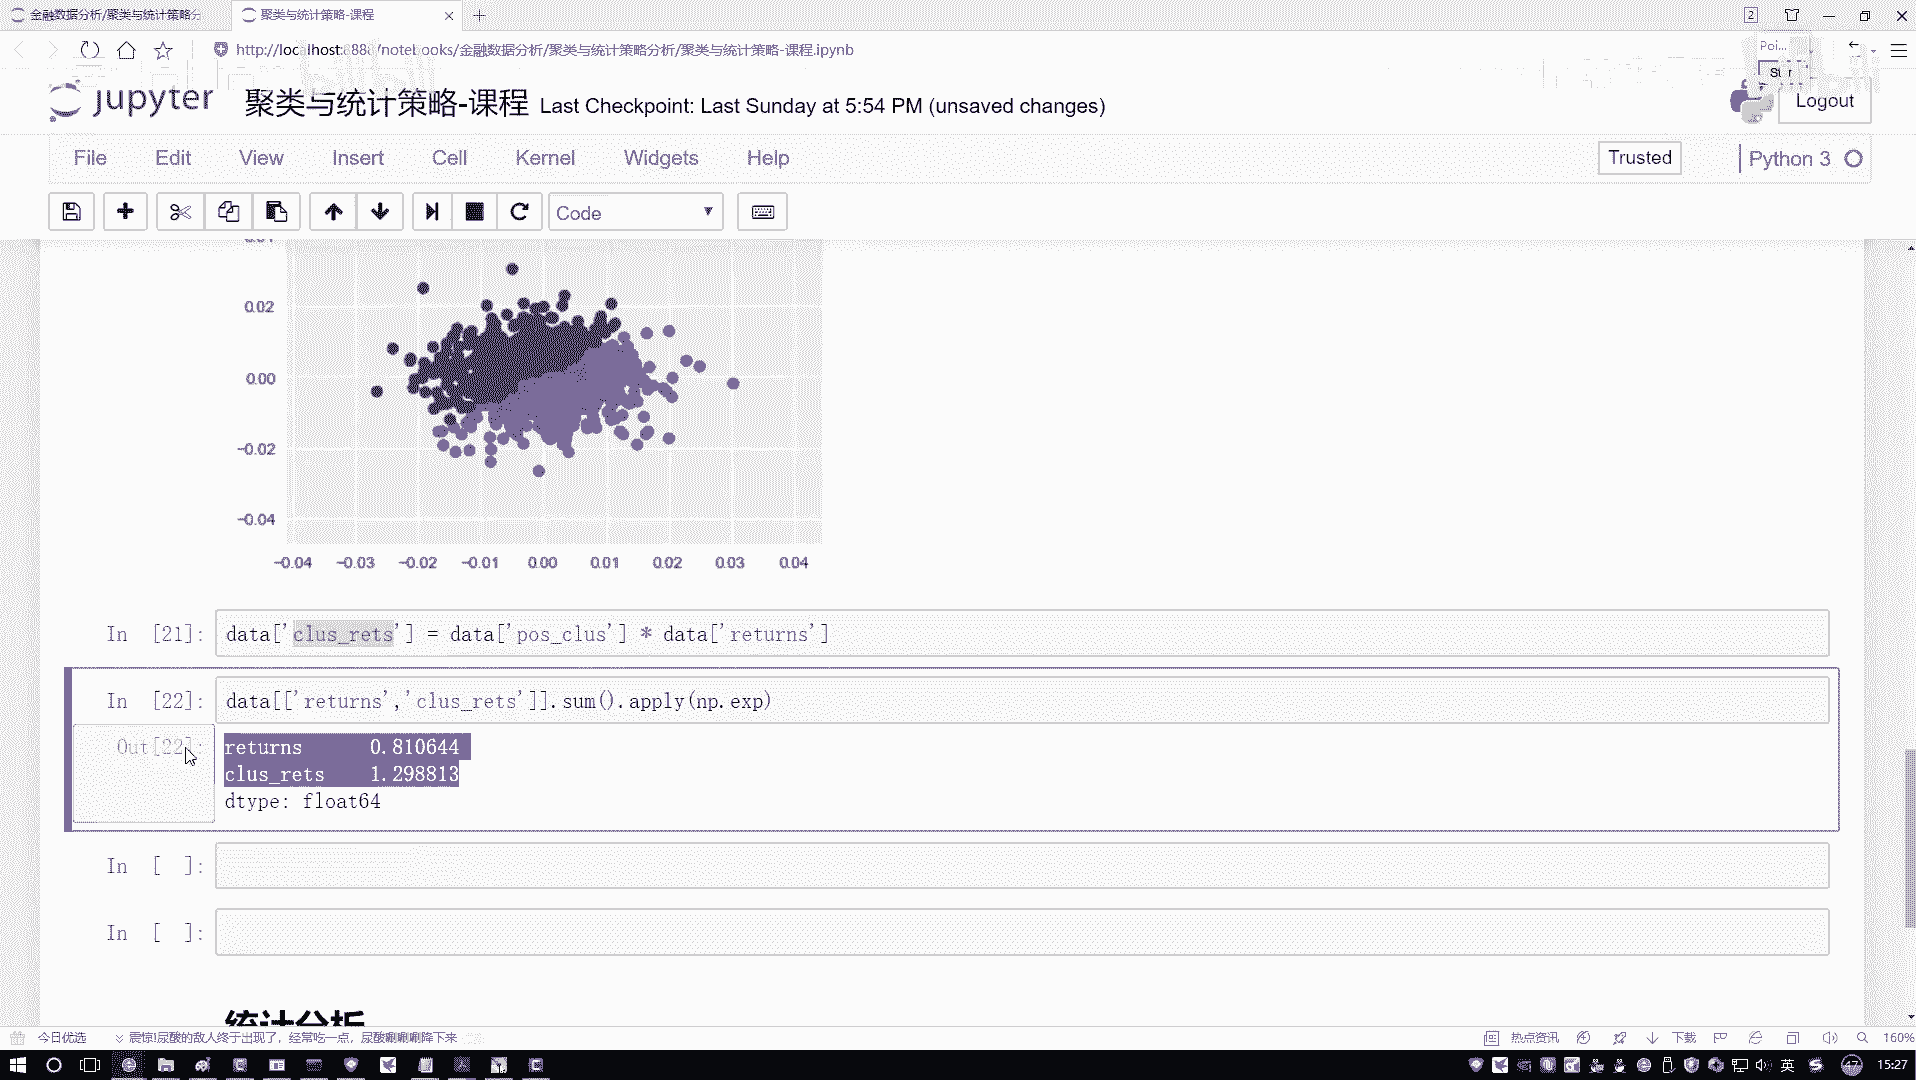 金融数据分析/聚类与统计策略分
聚类与统计策略-课程
2
http://localhost:8888/notebooks/金融数据分析/聚类与统计策略分析/聚类与统计策略-课程.ipynb
Poi...
jupyter 聚类与统计策略-课程 Last Checkpoint: Last Sunday at 5:54 PM (unsaved changes)
Logout
File Edit View Insert Cell Kernel Widgets Help
Trusted Python 3
Code
0.02
0.00
−0.02
−0.04
−0.04 −0.03 −0.02 −0.01 0.00 0.01 0.02 0.03 0.04
In [21]: data['clus_rets'] = data['pos_clus'] * data['returns']
In [22]: data[['returns','clus_rets']].sum().apply(np.exp)
Out[22]: returns 0.810644
clus_rets 1.298813
dtype: float64
In [ ]:
In [ ]:
统计分析
今日优选 震惊!尿酸的敌人终于出现了，经常吃一点，尿酸唰唰唰降下来
热点资讯 下载 160%
英 47 15:27